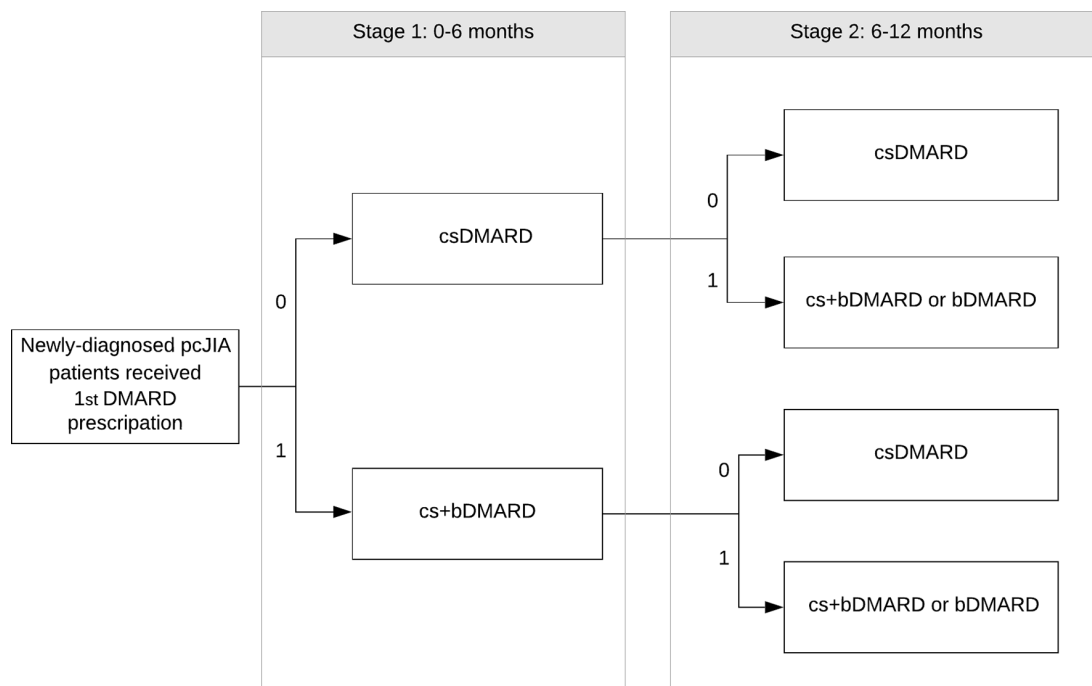 Stage 1: 0-6 months
Stage 2: 6-12 months
Newly-diagnosed pcJIA
patients received
1st DMARD
prescripation
0
1
csDMARD
cs+bDMARD
0
1
csDMARD
cs+bDMARD or bDMARD
0
1
csDMARD
cs+bDMARD or bDMARD